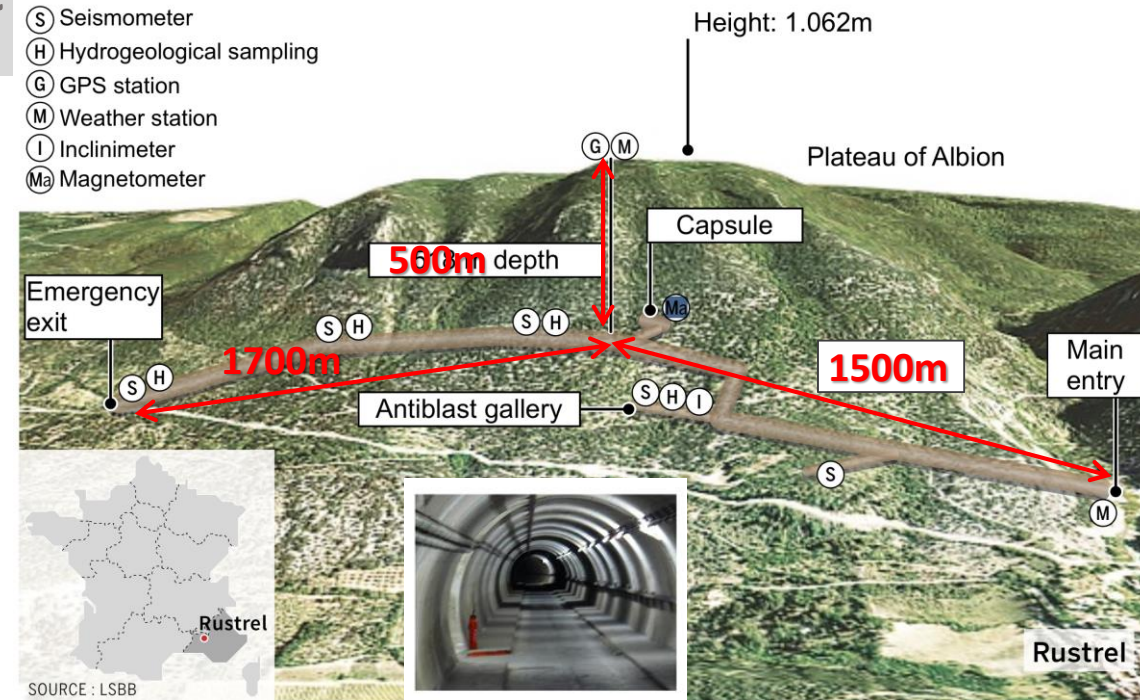 S Seismometer
H Hydrogeological sampling
G GPS station
M Weather station
I Inclinimeter
Ma Magnetometer
Height: 1.062m
G M
Plateau of Albion
Capsule
500m depth
Ma
Emergency
exit
S H
S H
1700m
1500m
Main
entry
S H
Antiblast gallery
S H I
S
M
Rustrel
Rustrel
SOURCE : LSBB